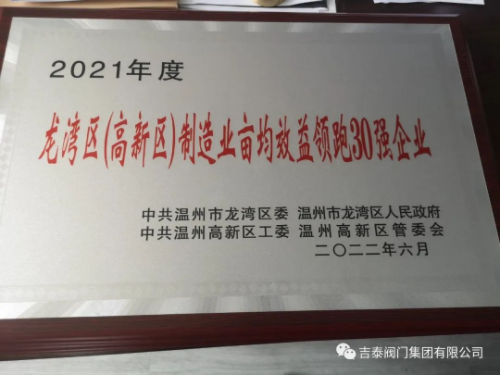 2021年度
龙湾区(高新区)制造业亩均效益领跑30强企业
中共温州市龙湾区委 温州市龙湾区人民政府
中共温州高新区工委 温州高新区管委会
二〇二二年六月
吉泰阀门集团有限公司